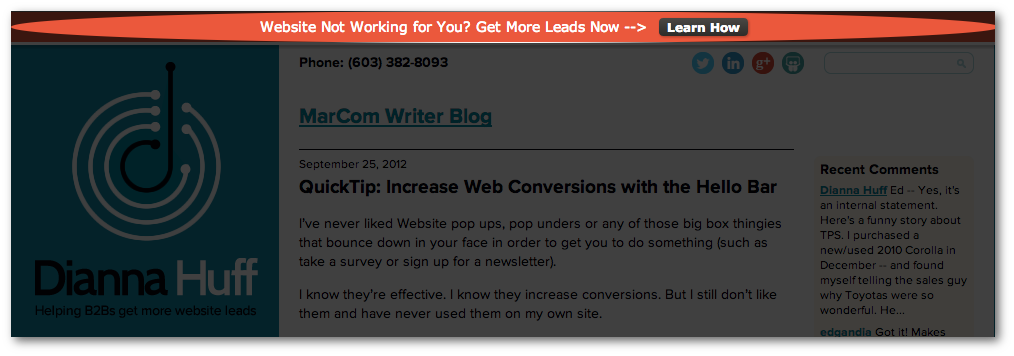 Website Not Working for You? Get More Leads Now --> Learn How
Phone: (603) 382-8093
in g+
MarCom Writer Blog
September 25, 2012
QuickTip: Increase Web Conversions with the Hello Bar
I've never liked Website pop ups, pop unders or any of those big box thingies
that bounce down in your face in order to get you to do something (such as
take a survey or sign up for a newsletter).
I know they're effective. I know they increase conversions. But I still don't like
them and have never used them on my own site.
Dianna Huff
Helping B2Bs get more website leads
Recent Comments
Dianna Huff Ed -- Yes, it's
an internal statement.
Here's a funny story about
TPS. I purchased a
new/used 2010 Corolla in
December -- and found
myself telling the sales guy
why Toyotas were so
wonderful. He...
edgandia Got it! Makes